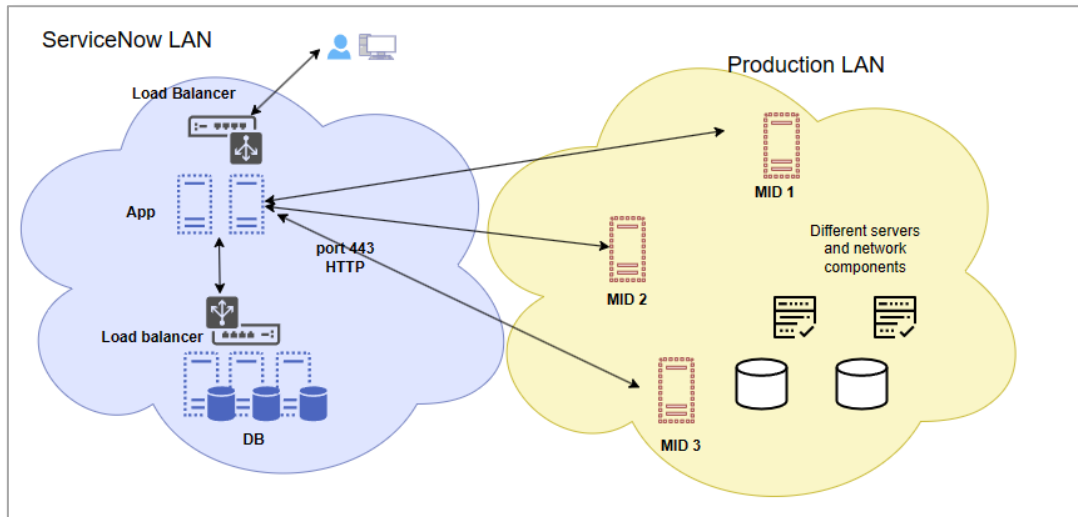 ServiceNow LAN
Production LAN
Load Balancer
App
port 443
HTTP
Load balancer
DB
MID 1
MID 2
MID 3
Different servers
and network
components